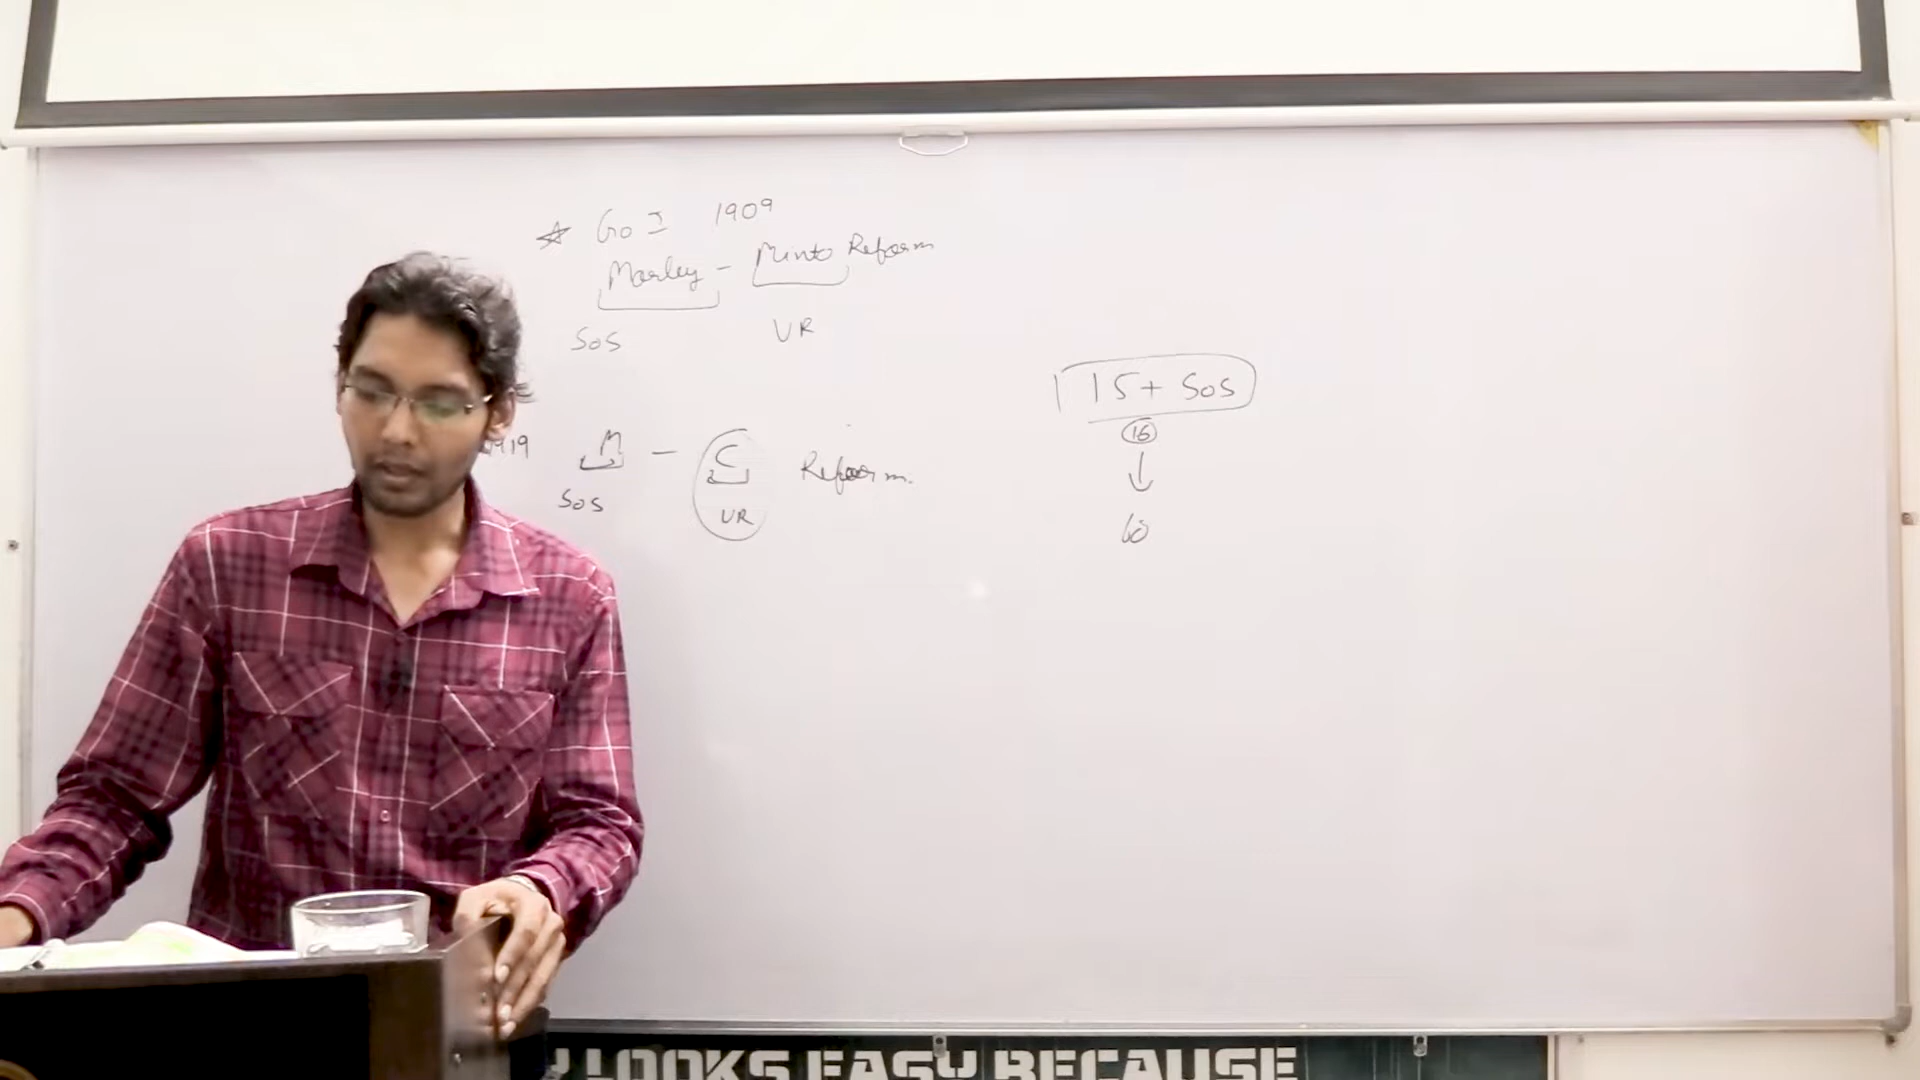 ☆ GoI 1909
Morley - Minto Reform
SoS VR
15 + SoS
16
↓
60
1919 M - C Reform.
SoS VR
LOOKS EASY BECAUSE